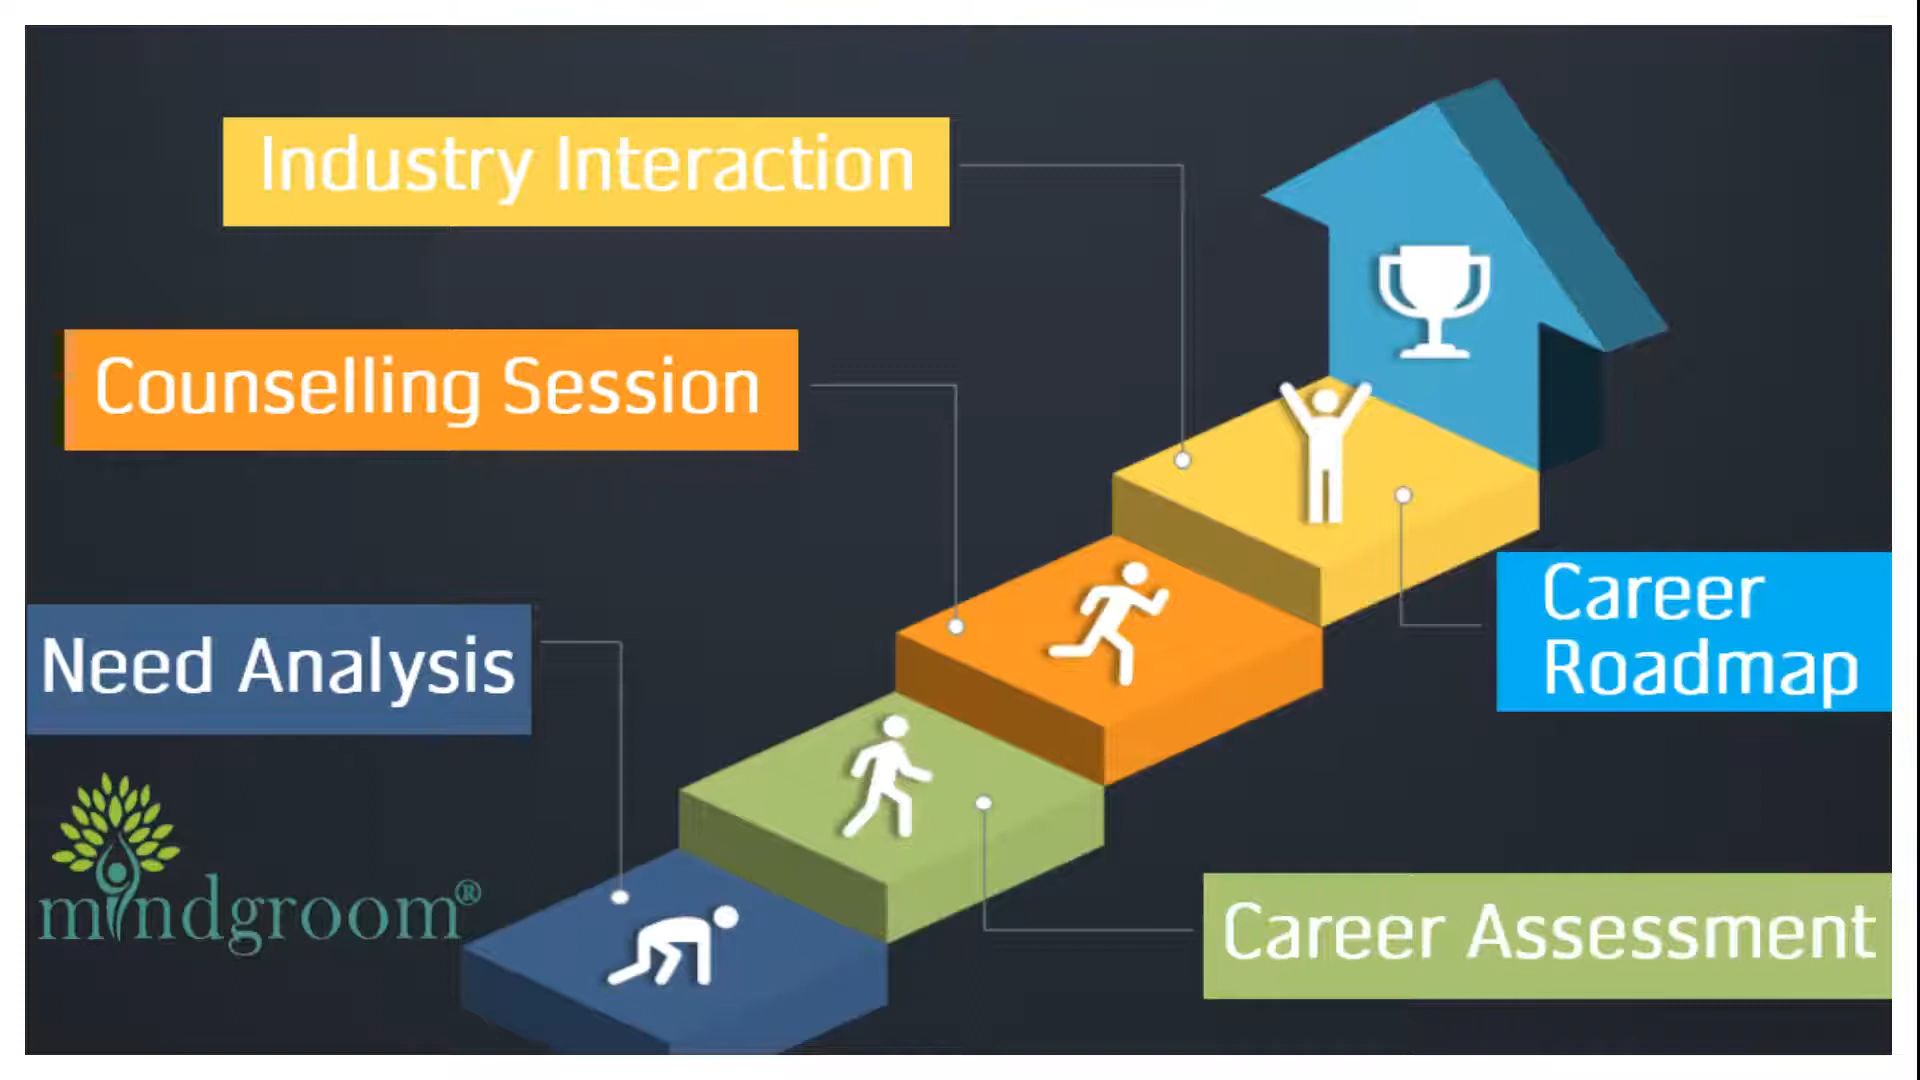 Industry Interaction
Counselling Session
Need Analysis
Career
Roadmap
mindgroom®
Career Assessment